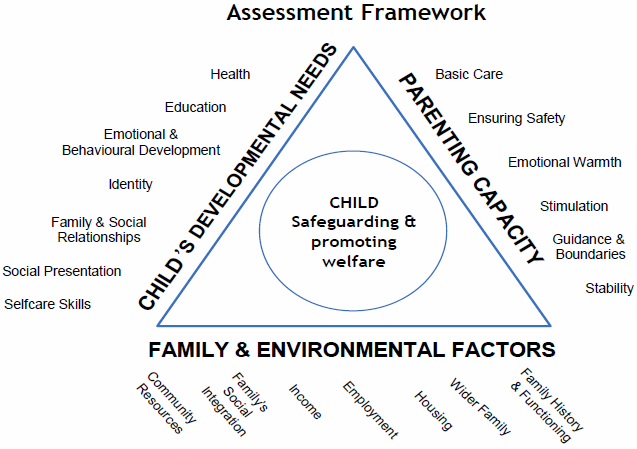 Assessment Framework
CHILD'S DEVELOPMENTAL NEEDS
Health
Education
Emotional &
Behavioural Development
Identity
Family & Social
Relationships
Social Presentation
Selfcare Skills
PARENTING CAPACITY
Basic Care
Ensuring Safety
Emotional Warmth
Stimulation
Guidance &
Boundaries
Stability
CHILD
Safeguarding &
promoting
welfare
FAMILY & ENVIRONMENTAL FACTORS
Community
Resources
Family's
Social
Integration
Income
Employment
Housing
Wider Family
Family History
& Functioning